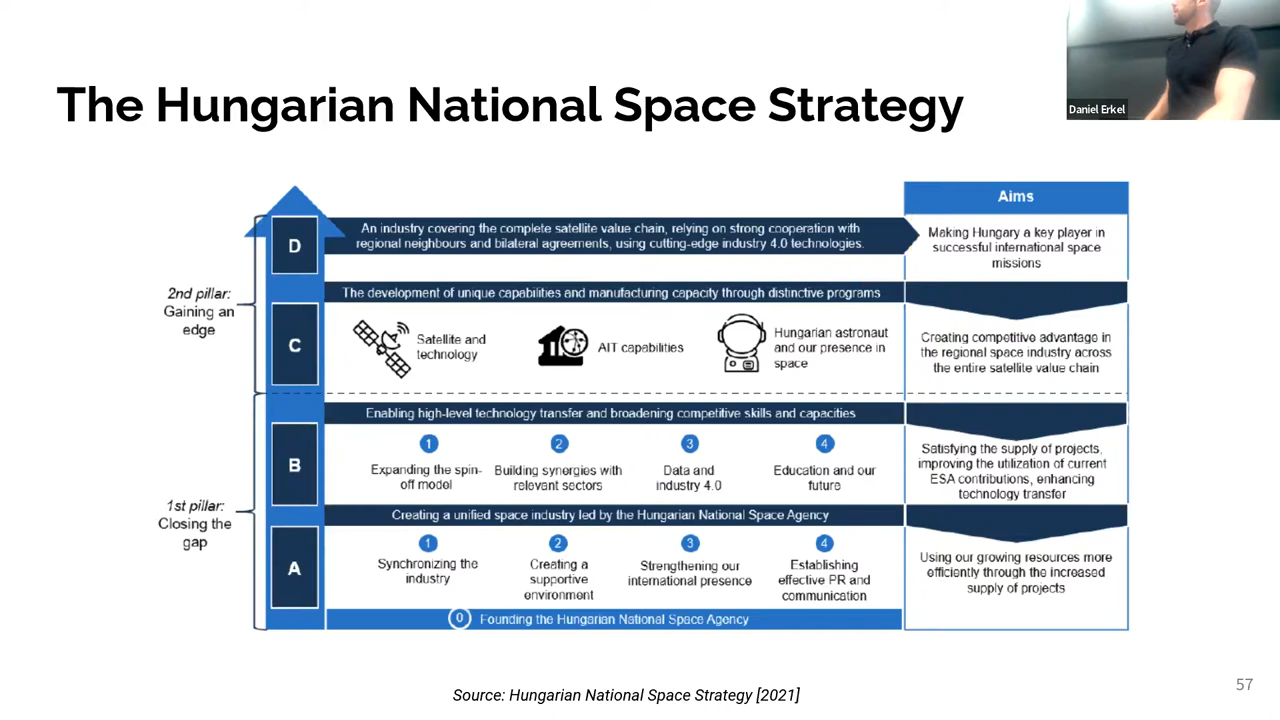 Daniel Erkel
The Hungarian National Space Strategy
Aims
D
An industry covering the complete satellite value chain, relying on strong cooperation with
regional neighbours and bilateral agreements, using cutting-edge industry 4.0 technologies.
Making Hungary a key player in
successful international space
missions
2nd pillar:
Gaining an
edge
The development of unique capabilities and manufacturing capacity through distinctive programs
C
Satellite and
technology
AIT capabilities
Hungarian astronaut
and our presence in
space
Creating competitive advantage in
the regional space industry across
the entire satellite value chain
Enabling high-level technology transfer and broadening competitive skills and capacities
B
1
Expanding the spin-
off model
2
Building synergies with
relevant sectors
3
Data and
industry 4.0
4
Education and our
future
Satisfying the supply of projects,
improving the utilization of current
ESA contributions, enhancing
technology transfer
1st pillar:
Closing the
gap
Creating a unified space industry led by the Hungarian National Space Agency
A
1
Synchronizing the
industry
2
Creating a
supportive
environment
3
Strengthening our
international presence
4
Establishing
effective PR and
communication
Using our growing resources more
efficiently through the increased
supply of projects
0 Founding the Hungarian National Space Agency
Source: Hungarian National Space Strategy [2021]
57